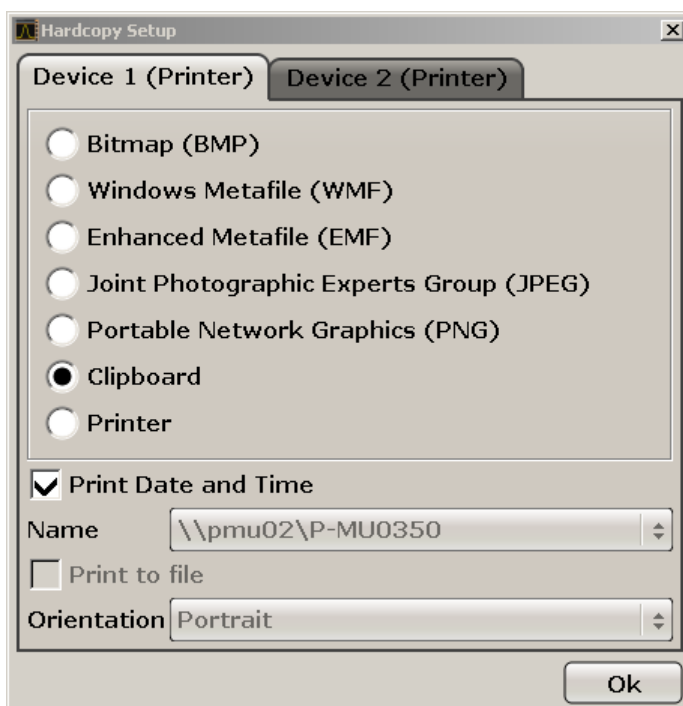 Hardcopy Setup
Device 1 (Printer)
Device 2 (Printer)
Bitmap (BMP)
Windows Metafile (WMF)
Enhanced Metafile (EMF)
Joint Photographic Experts Group (JPEG)
Portable Network Graphics (PNG)
Clipboard
Printer
Print Date and Time
Name \\pmu02\P-MU0350
Print to file
Orientation Portrait
Ok